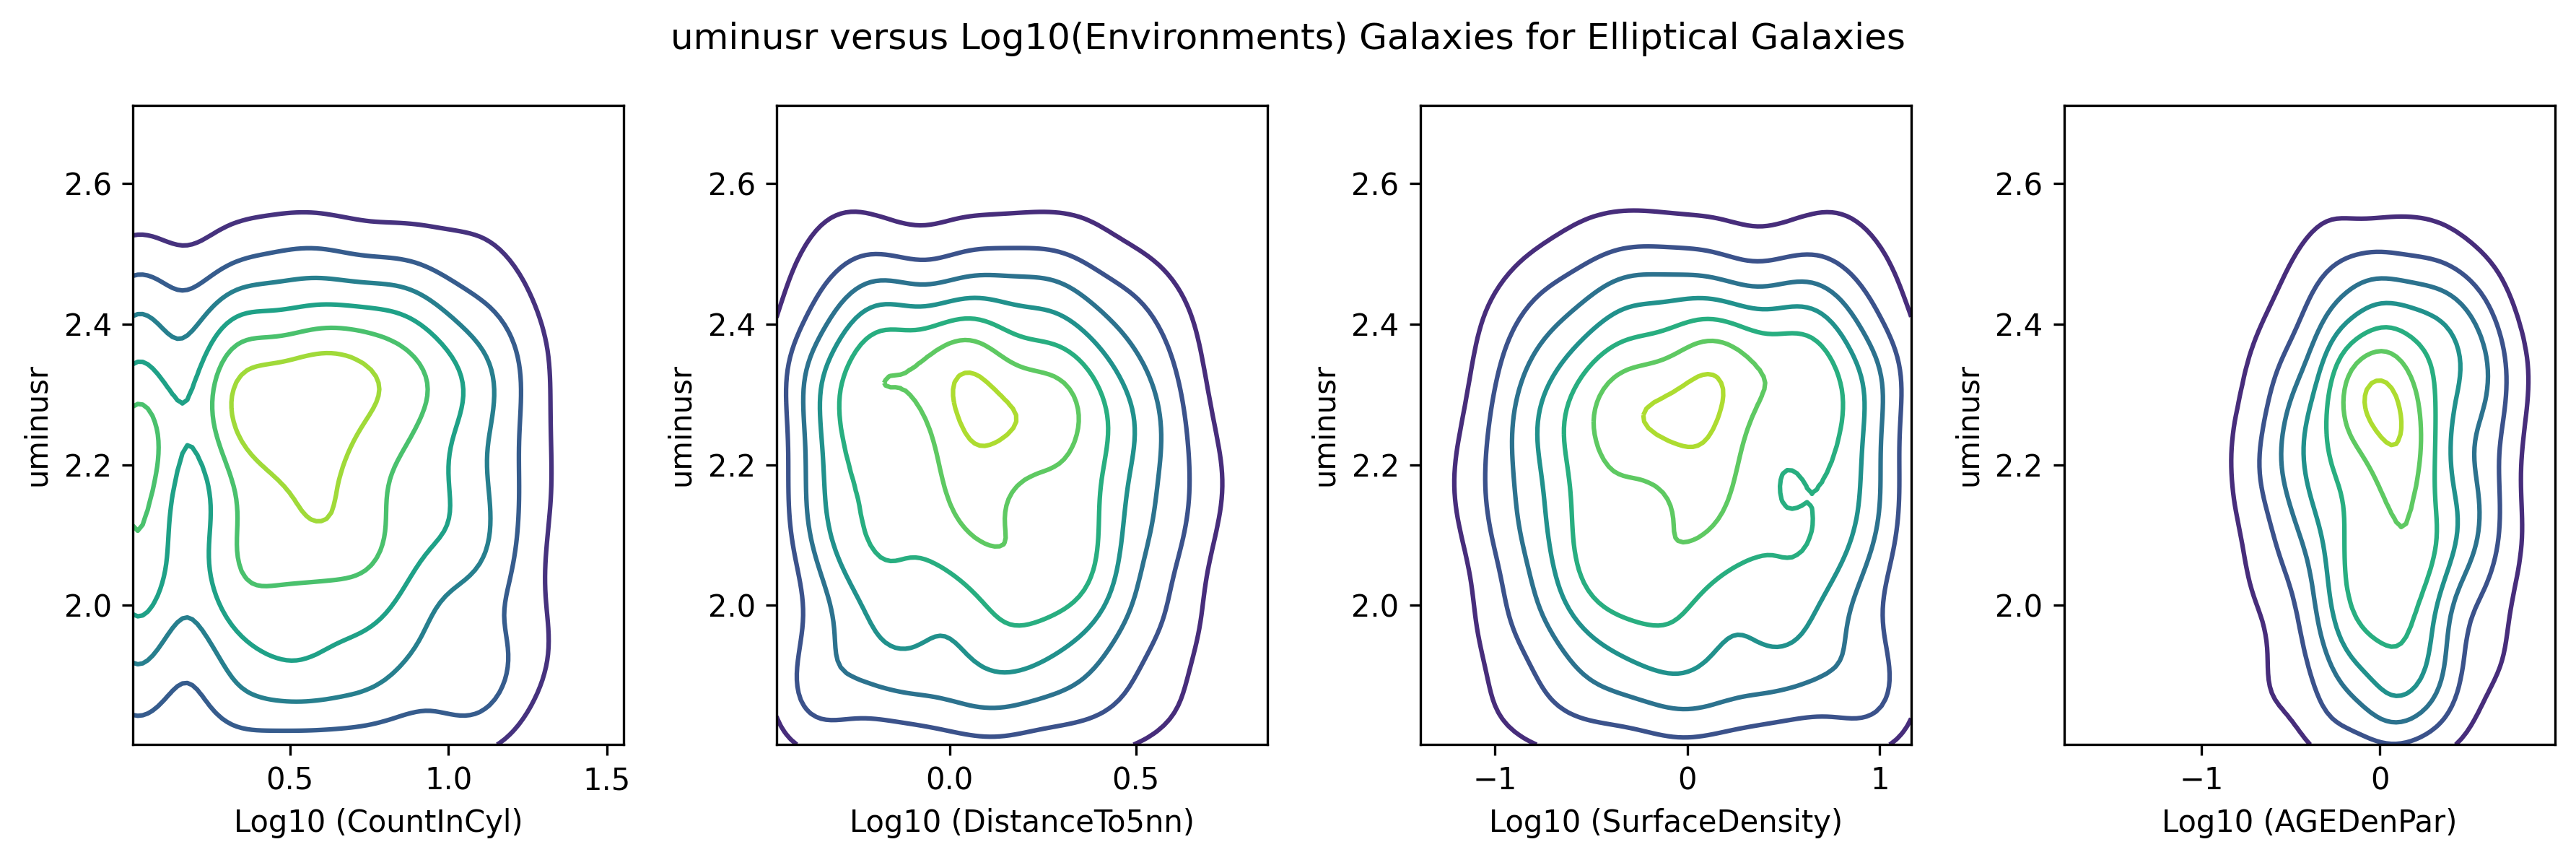 uminusr versus Log10(Environments) Galaxies for Elliptical Galaxies
uminusr
2.6
2.4
2.2
2.0
0.5 1.0 1.5
Log10 (CountInCyl)
uminusr
2.6
2.4
2.2
2.0
0.0 0.5
Log10 (DistanceTo5nn)
uminusr
2.6
2.4
2.2
2.0
−1 0 1
Log10 (SurfaceDensity)
uminusr
2.6
2.4
2.2
2.0
−1 0
Log10 (AGEDenPar)